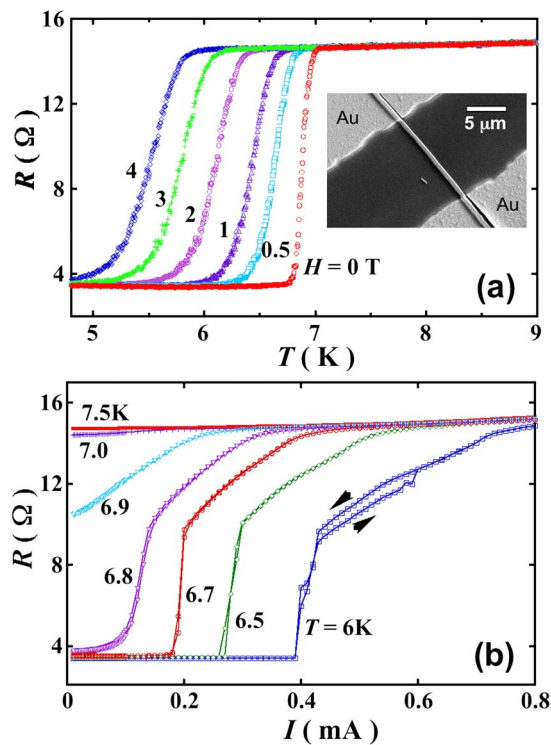 16
12
8
4
R ( Ω )
4
3
2
1
0.5
H = 0 T
Au
5 μm
Au
(a)
5 6 7 8 9
T ( K )
16
12
8
4
R ( Ω )
7.5K
7.0
6.9
6.8
6.7
6.5
T = 6K
(b)
0 0.2 0.4 0.6 0.8
I ( mA )